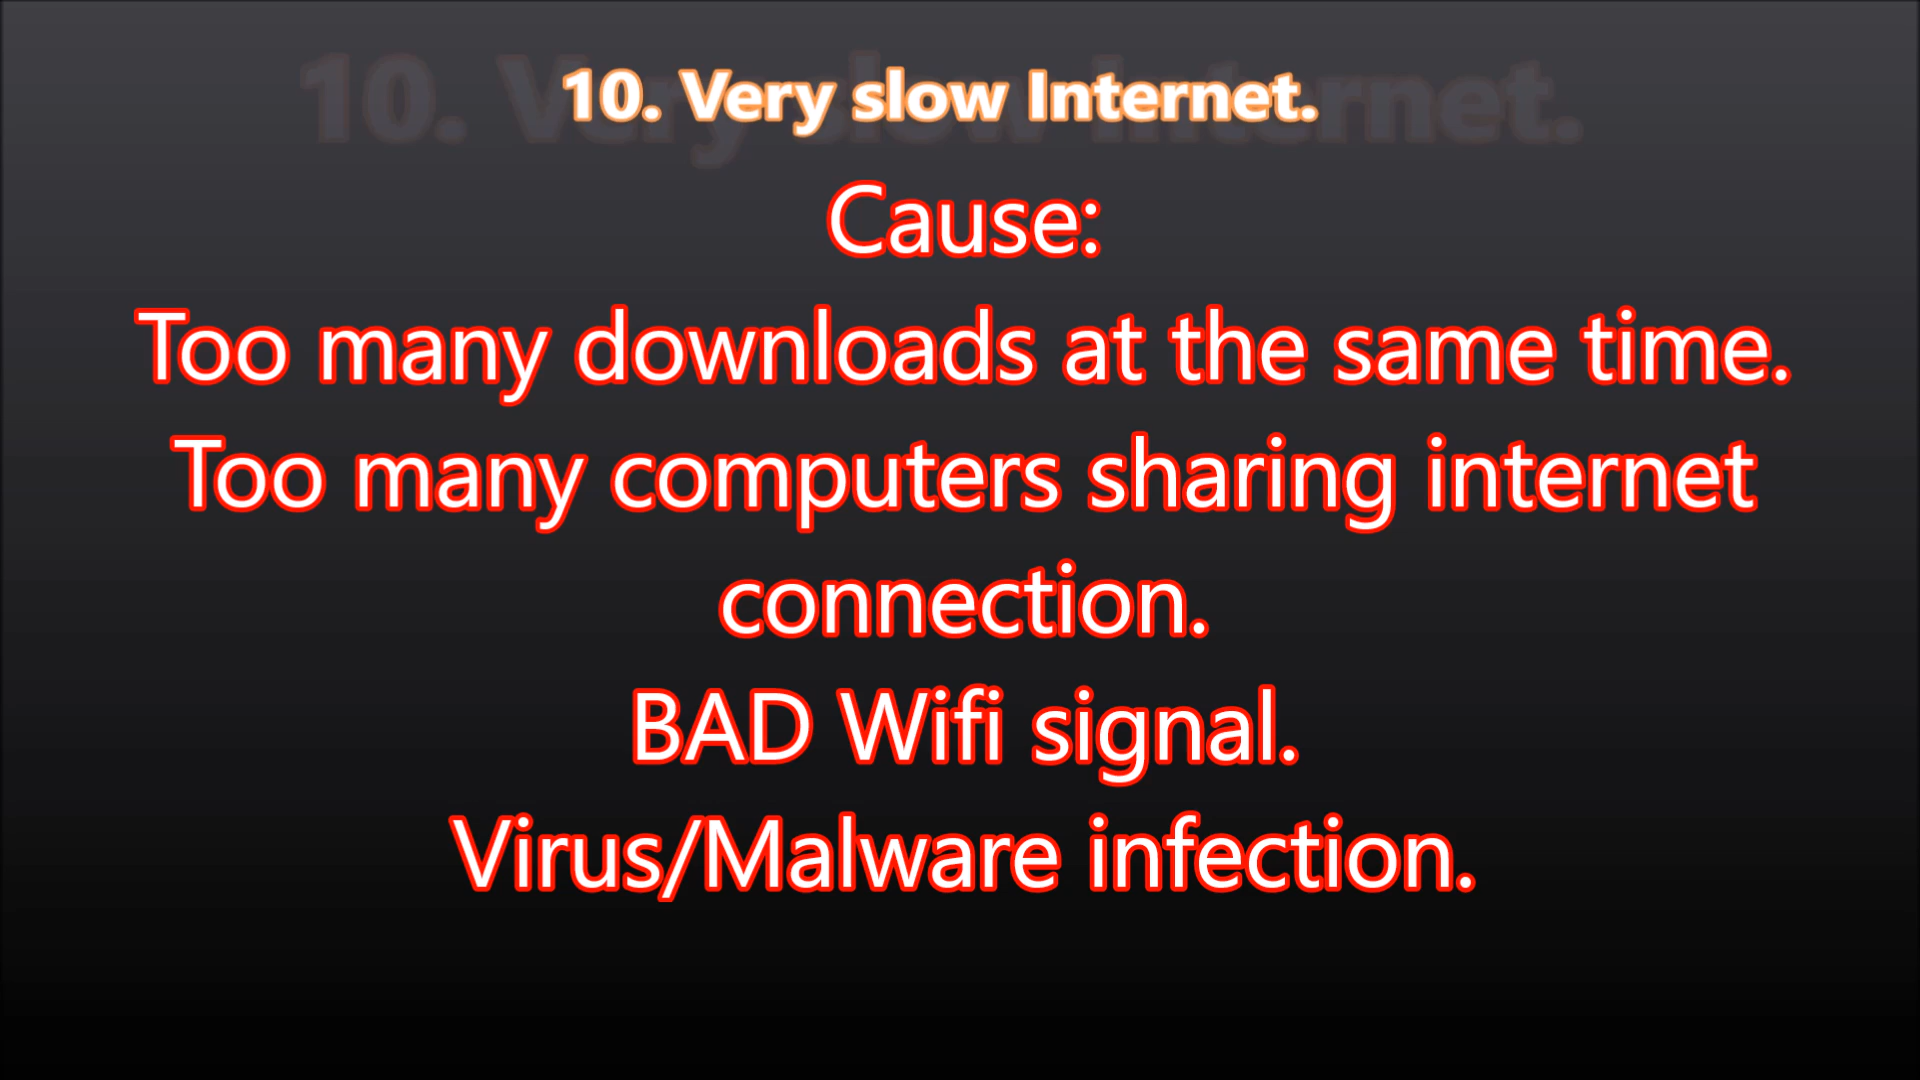 10. Very slow Internet.
Cause:
Too many downloads at the same time.
Too many computers sharing internet
connection.
BAD Wifi signal.
Virus/Malware infection.